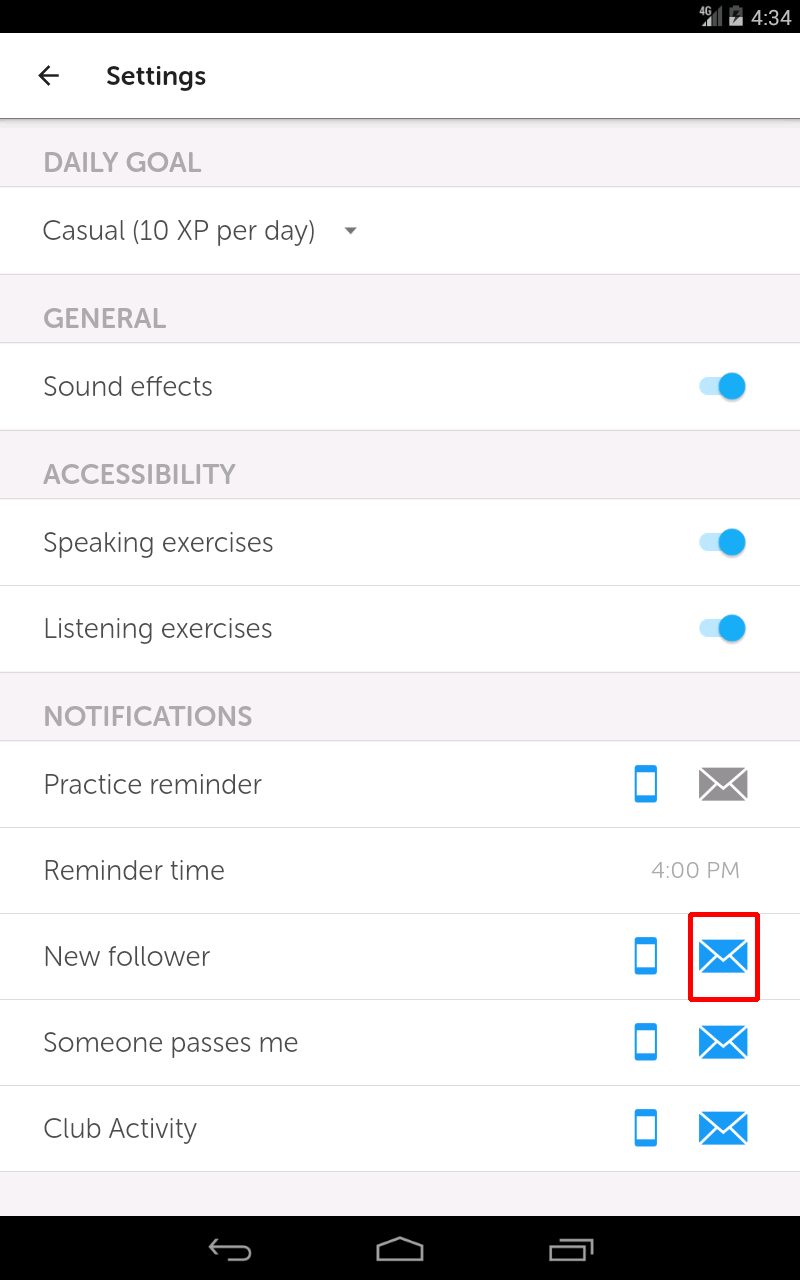 4G 4:34
Settings
DAILY GOAL
Casual (10 XP per day)
GENERAL
Sound effects
ACCESSIBILITY
Speaking exercises
Listening exercises
NOTIFICATIONS
Practice reminder
Reminder time 4:00 PM
New follower
Someone passes me
Club Activity